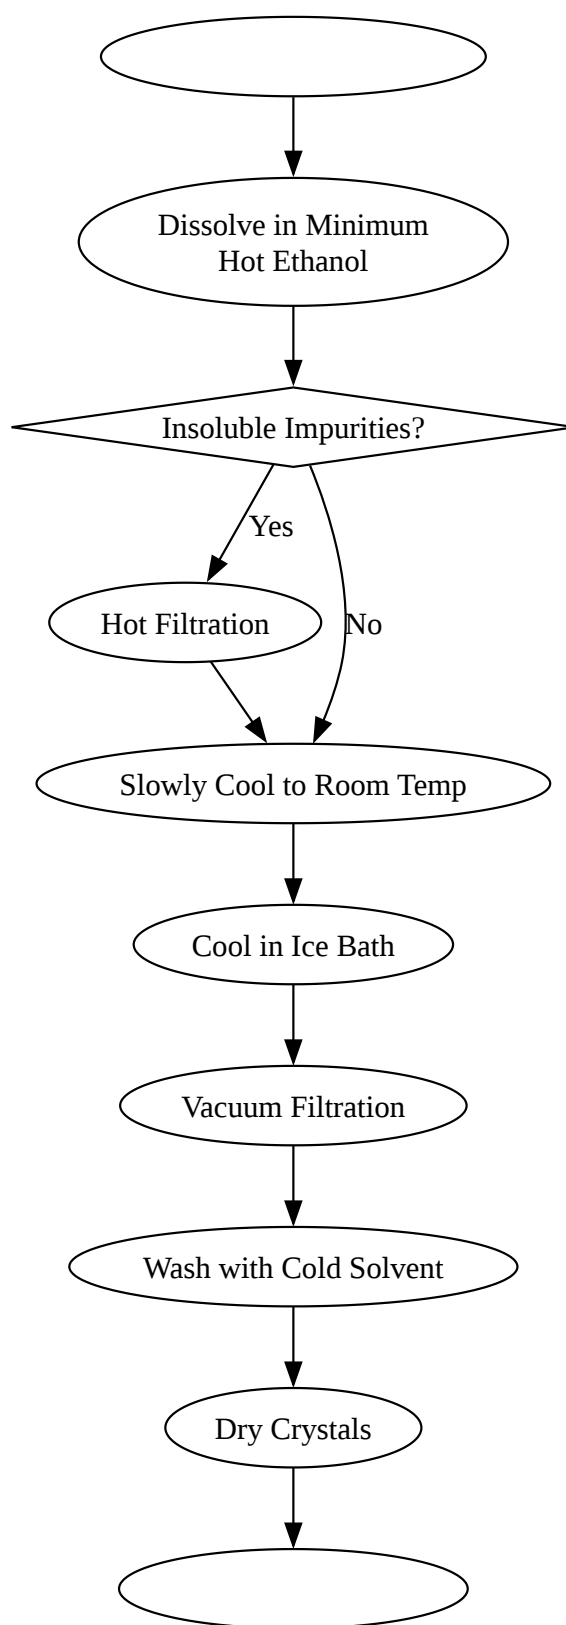 Dissolve in Minimum
Hot Ethanol
Insoluble Impurities?
Yes
Hot Filtration
No
Slowly Cool to Room Temp
Cool in Ice Bath
Vacuum Filtration
Wash with Cold Solvent
Dry Crystals